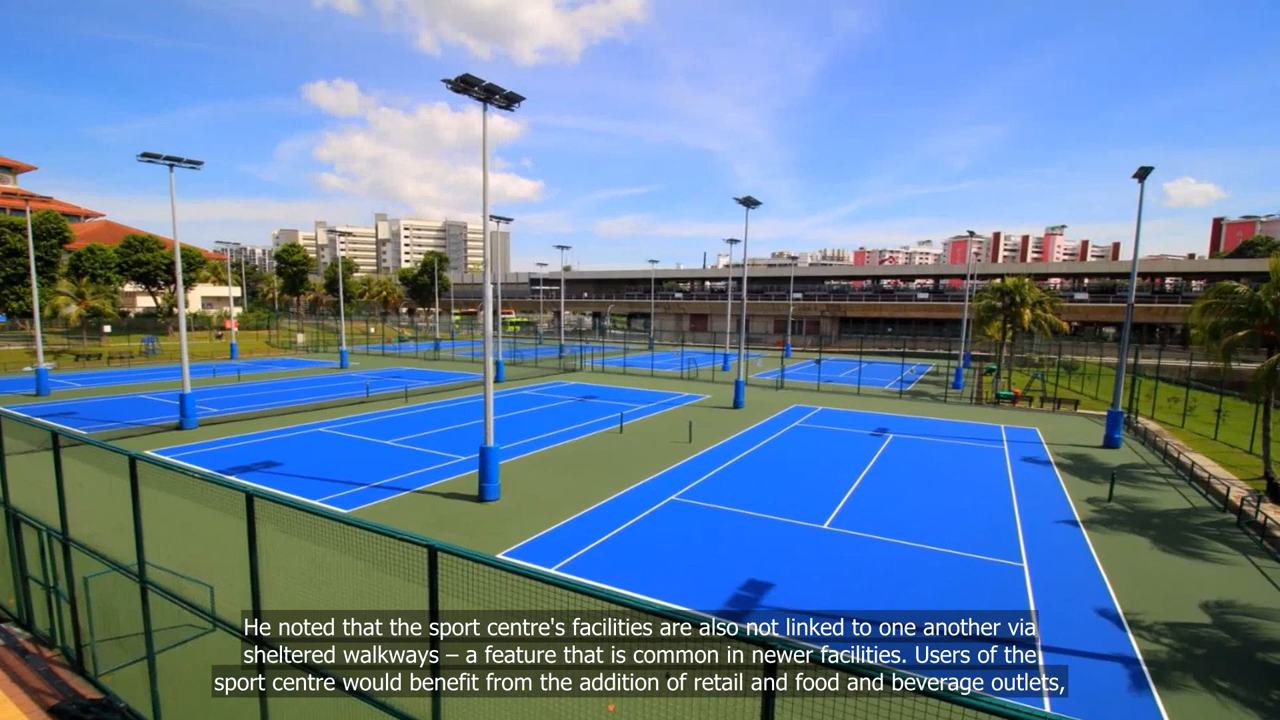 He noted that the sport centre's facilities are also not linked to one another via
sheltered walkways – a feature that is common in newer facilities. Users of the
sport centre would benefit from the addition of retail and food and beverage outlets,